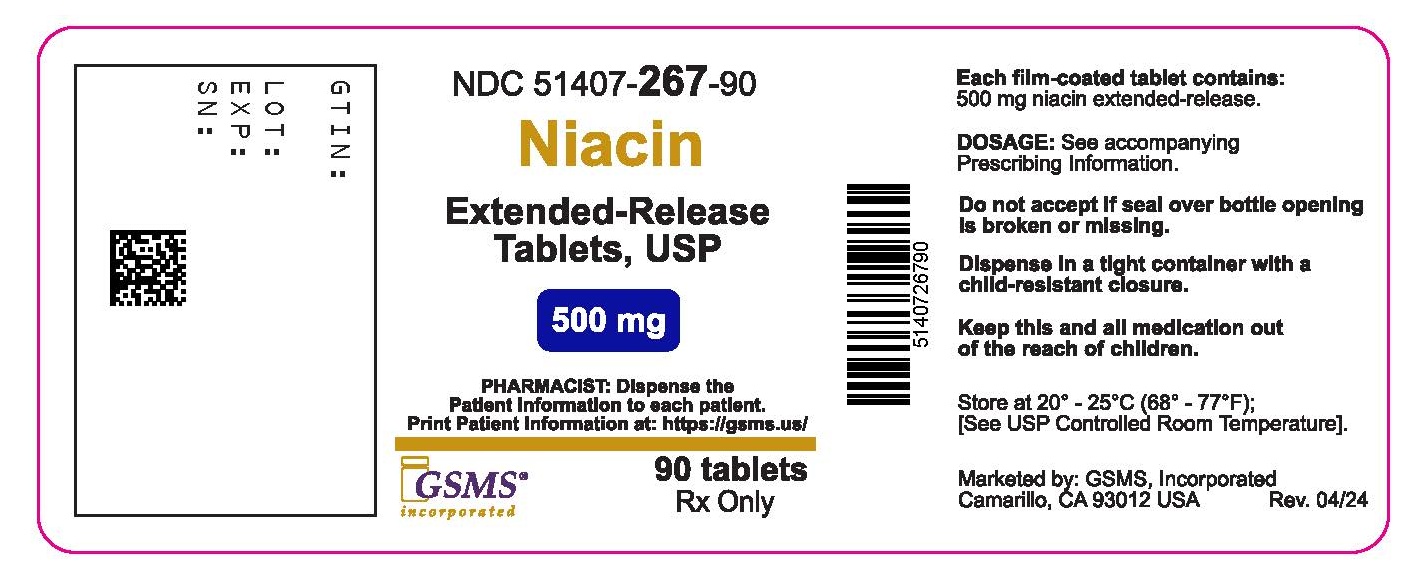 GTIN:
LOT:
EXP:
SN:
NDC 51407-267-90
Niacin
Extended-Release
Tablets, USP
500 mg
PHARMACIST: Dispense the
Patient Information to each patient.
Print Patient Information at: https://gsms.us/
GSMS®
incorporated
90 tablets
Rx Only
5140726790
Each film-coated tablet contains:
500 mg niacin extended-release.
DOSAGE: See accompanying
Prescribing Information.
Do not accept if seal over bottle opening
is broken or missing.
Dispense in a tight container with a
child-resistant closure.
Keep this and all medication out
of the reach of children.
Store at 20° - 25°C (68° - 77°F);
[See USP Controlled Room Temperature].
Marketed by: GSMS, Incorporated
Camarillo, CA 93012 USA Rev. 04/24